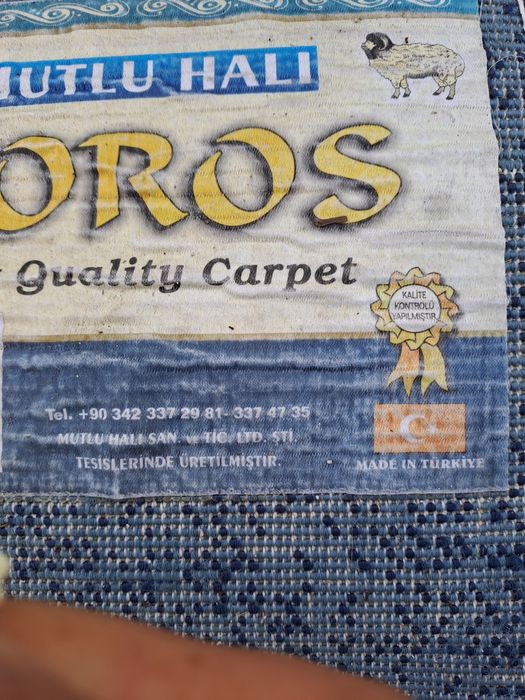 MUTLU HALI
OROS
Quality Carpet
KALİTE
KONTROLÜ
YAPILMIŞTIR
Tel. +90 342 337 29 81- 337 47 35
MUTLU HALI SAN. ve TİC. LTD. ŞTİ.
TESİSLERİNDE ÜRETİLMİŞTİR.
MADE IN TÜRKİYE